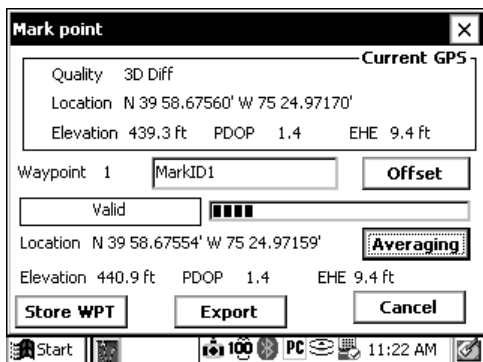 Mark point
Current GPS
Quality 3D Diff
Location N 39 58.67560' W 75 24.97170'
Elevation 439.3 ft PDOP 1.4 EHE 9.4 ft
Waypoint 1 MarkID1 Offset
Valid
Location N 39 58.67554' W 75 24.97159' Averaging
Elevation 440.9 ft PDOP 1.4 EHE 9.4 ft
Store WPT Export Cancel
Start 100 PC 11:22 AM